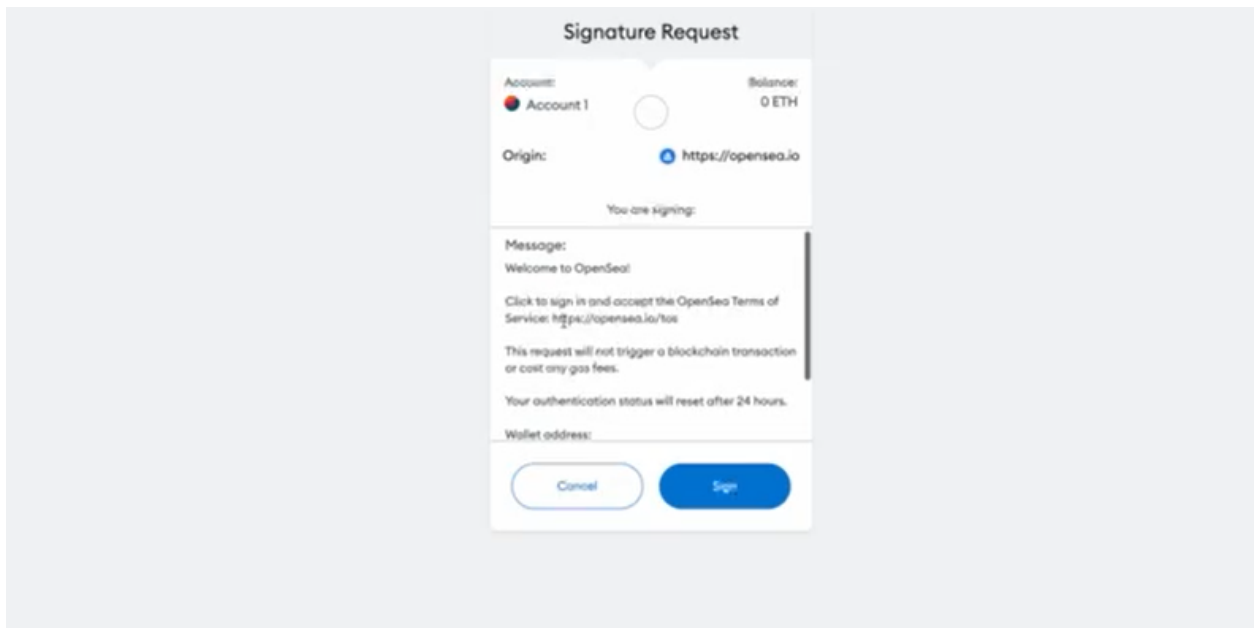 Signature Request
Account:
Balance:
Account 1
0 ETH
Origin:
https://opensea.io
You are signing:
Message:
Welcome to OpenSea!
Click to sign in and accept the OpenSea Terms of
Service: https://opensea.io/tos
This request will not trigger a blockchain transaction
or cost any gas fees.
Your authentication status will reset after 24 hours.
Wallet address:
Cancel
Sign